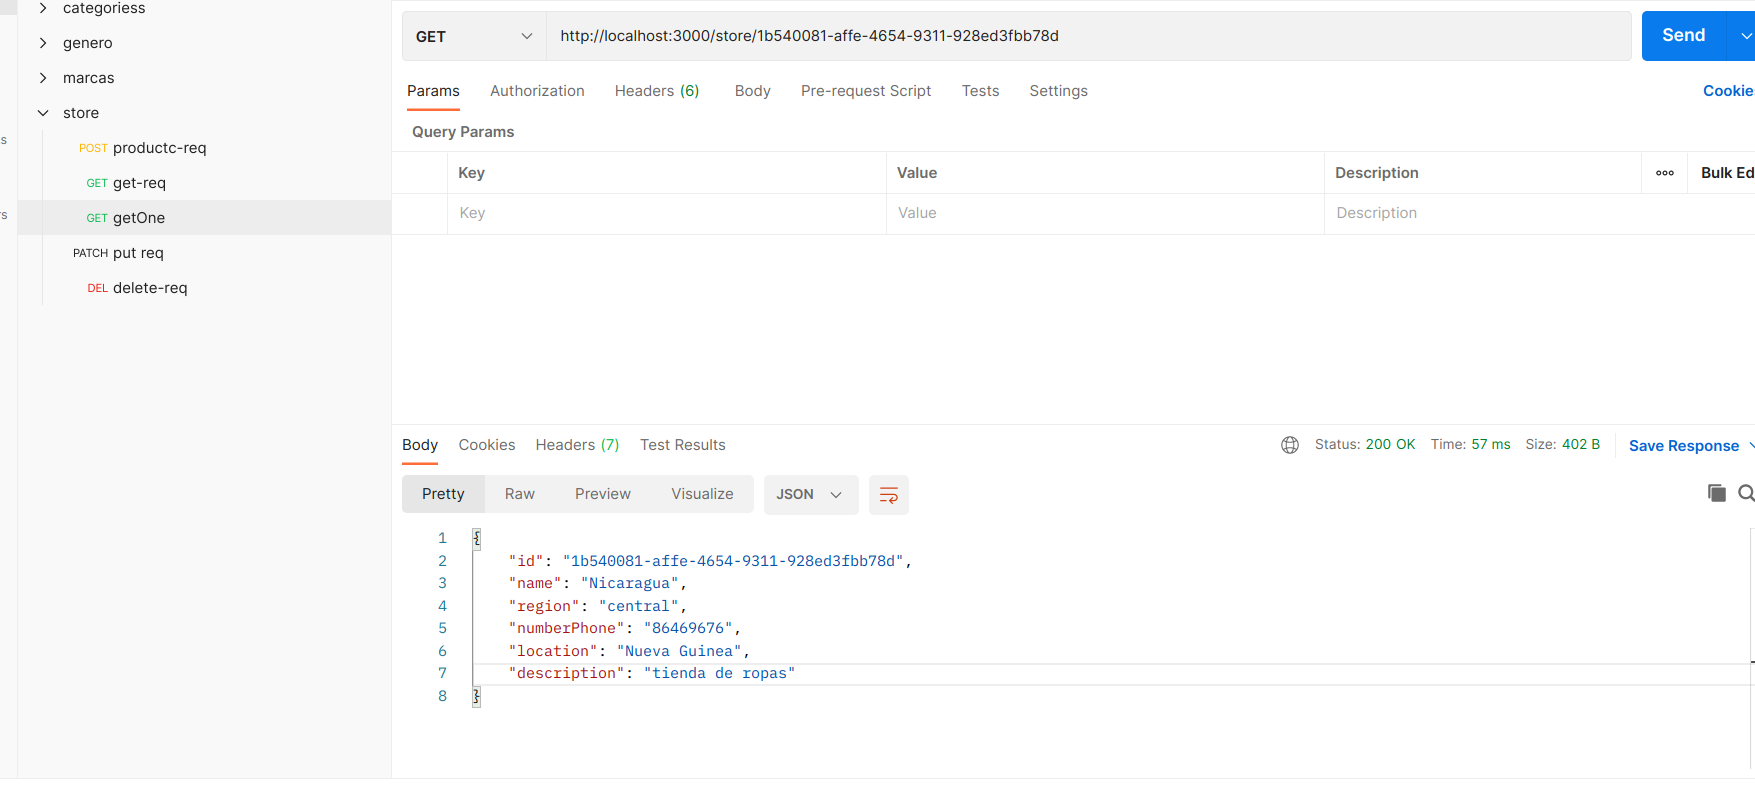 categoriess
genero
marcas
store
POST productc-req
GET get-req
GET getOne
PATCH put req
DEL delete-req
s
rs
GET http://localhost:3000/store/1b540081-affe-4654-9311-928ed3fbb78d Send
Params Authorization Headers (6) Body Pre-request Script Tests Settings Cookie
Query Params
Key Value Description ooo Bulk Ed
Key Value Description
Body Cookies Headers (7) Test Results Status: 200 OK Time: 57 ms Size: 402 B Save Response
Pretty Raw Preview Visualize JSON
1 {
2 "id": "1b540081-affe-4654-9311-928ed3fbb78d",
3 "name": "Nicaragua",
4 "region": "central",
5 "numberPhone": "86469676",
6 "location": "Nueva Guinea",
7 "description": "tienda de ropas"
8 }